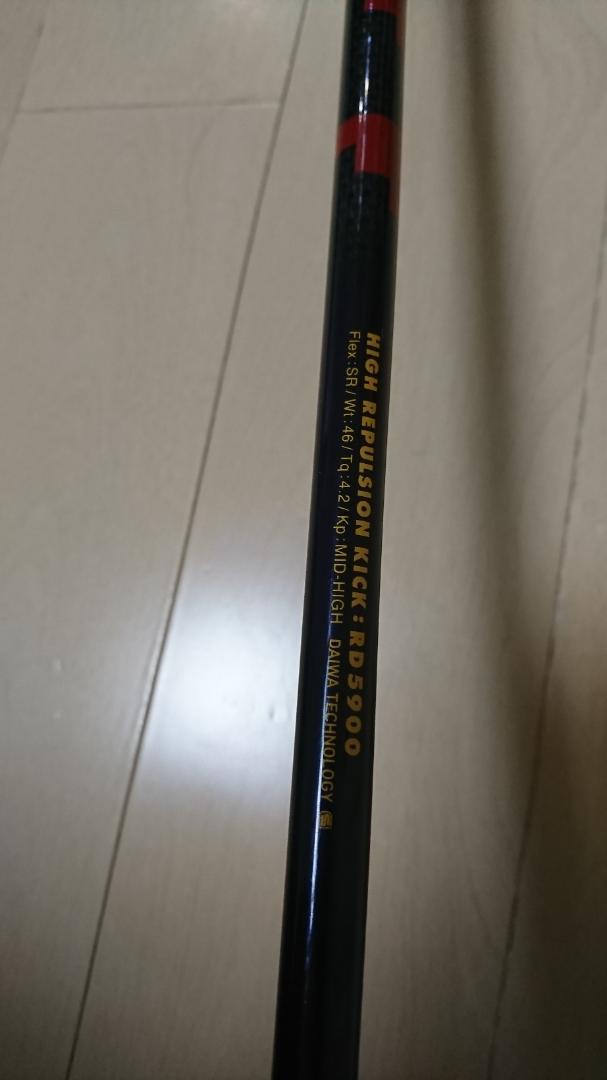 HIGH REPULSION KICK : RD5900
Flex:SR / Wt:46 / Tq:4.2 / Kp:MID-HIGH DAIWA TECHNOLOGY